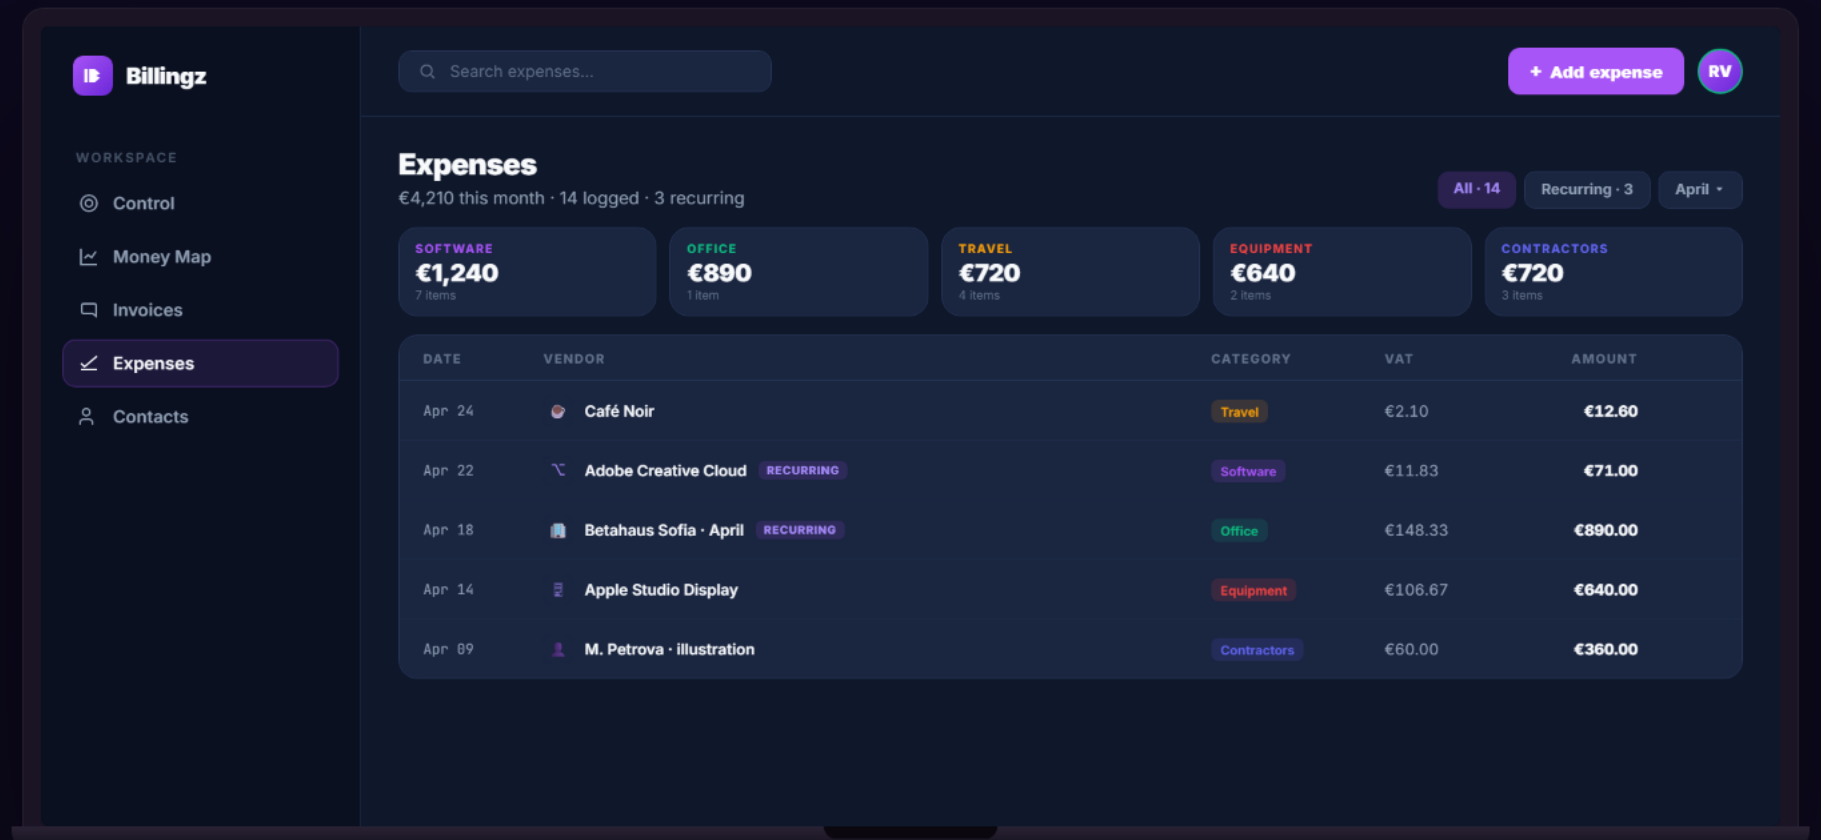 Billingz
Search expenses...
+ Add expense
RV
WORKSPACE
Control
Money Map
Invoices
Expenses
Contacts
Expenses
€4,210 this month · 14 logged · 3 recurring
All · 14
Recurring · 3
April
SOFTWARE
€1,240
7 items
OFFICE
€890
1 item
TRAVEL
€720
4 items
EQUIPMENT
€640
2 items
CONTRACTORS
€720
3 items
DATE VENDOR CATEGORY VAT AMOUNT
Apr 24 Café Noir Travel €2.10 €12.60
Apr 22 Adobe Creative Cloud RECURRING Software €11.83 €71.00
Apr 18 Betahaus Sofia · April RECURRING Office €148.33 €890.00
Apr 14 Apple Studio Display Equipment €106.67 €640.00
Apr 09 M. Petrova · illustration Contractors €60.00 €360.00